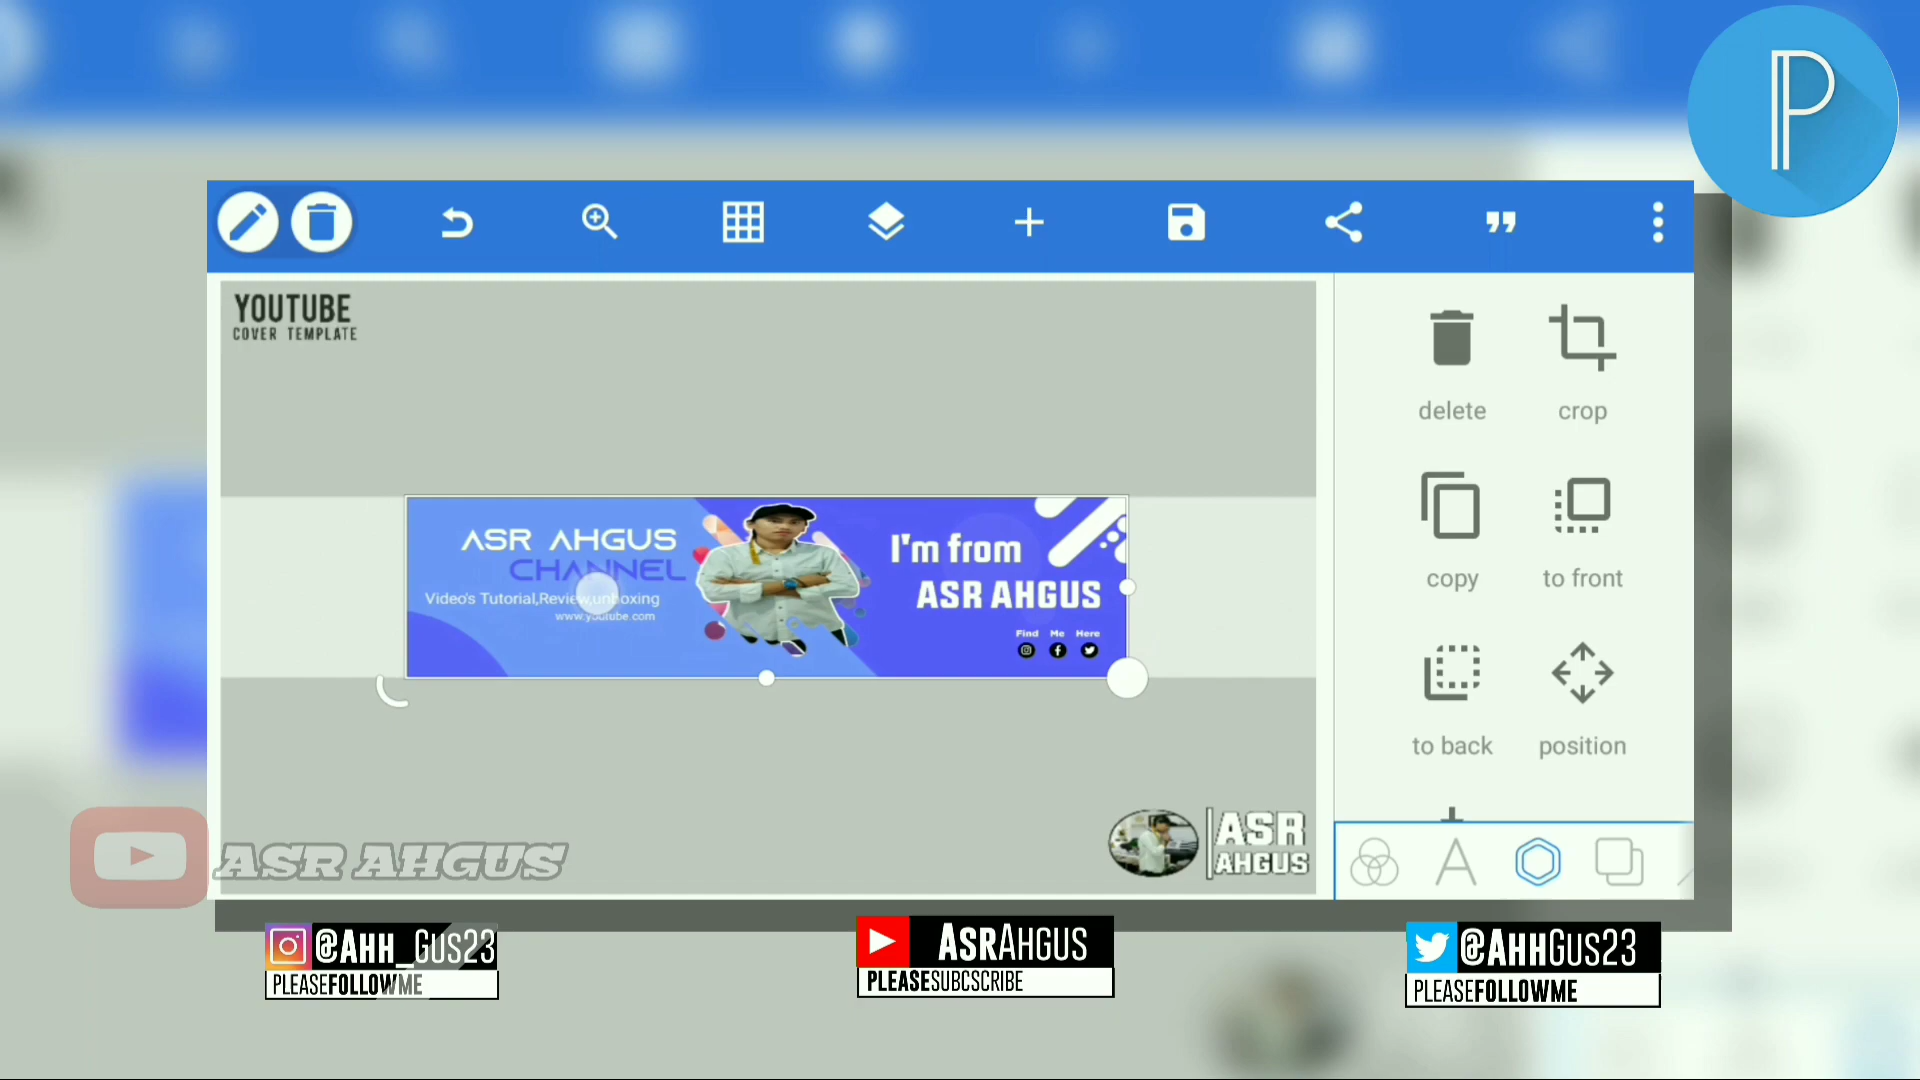 YOUTUBE
COVER TEMPLATE
ASR AHGUS
CHANNEL
Video's Tutorial,Review,unboxing
www.youtube.com
I'm from
ASR AHGUS
Find Me Here
delete
crop
copy
to front
to back
position
ASR
AHGUS
ASR AHGUS
@AHH_GUS23
PLEASEFOLLOWME
ASRAHGUS
PLEASESUBCSCRIBE
@AHHGUS23
PLEASEFOLLOWME